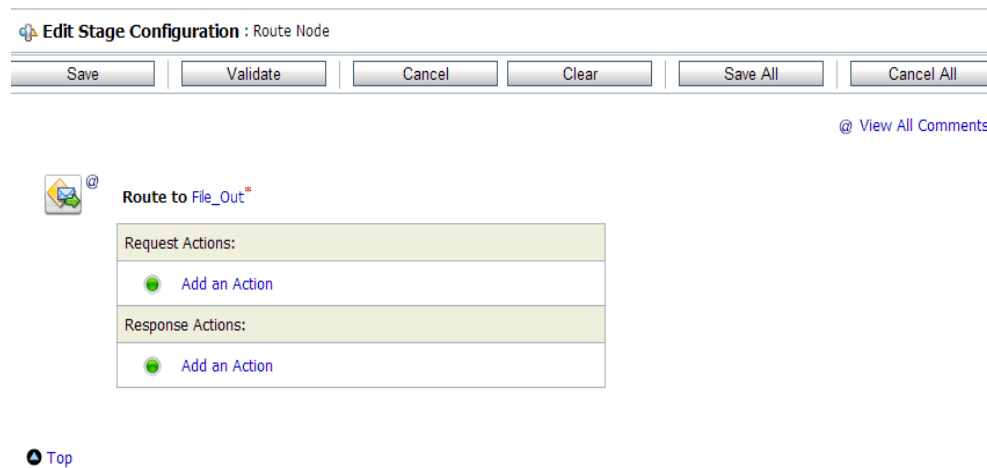 Edit Stage Configuration : Route Node
Save Validate Cancel Clear Save All Cancel All
@ View All Comments
@
Route to File_Out*
Request Actions:
Add an Action
Response Actions:
Add an Action
Top